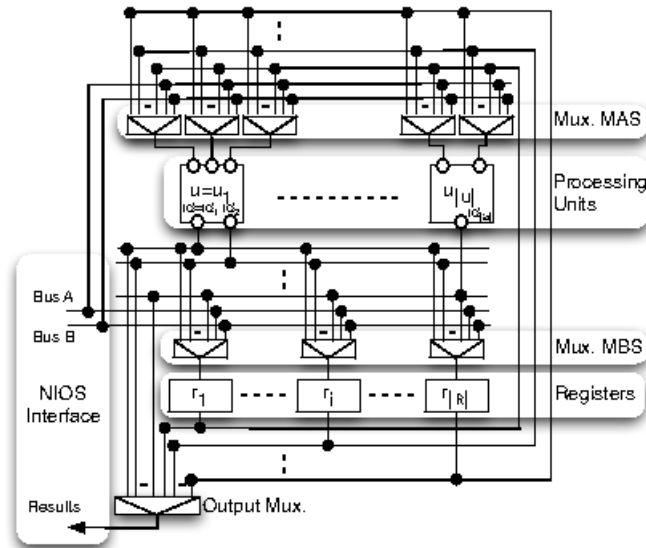 Mux. MAS
Processing
Units
u=u1
u|u|
Bus A
Bus B
Mux. MBS
NIOS
Interface
r1
ri
r|R|
Registers
Results
Output Mux.